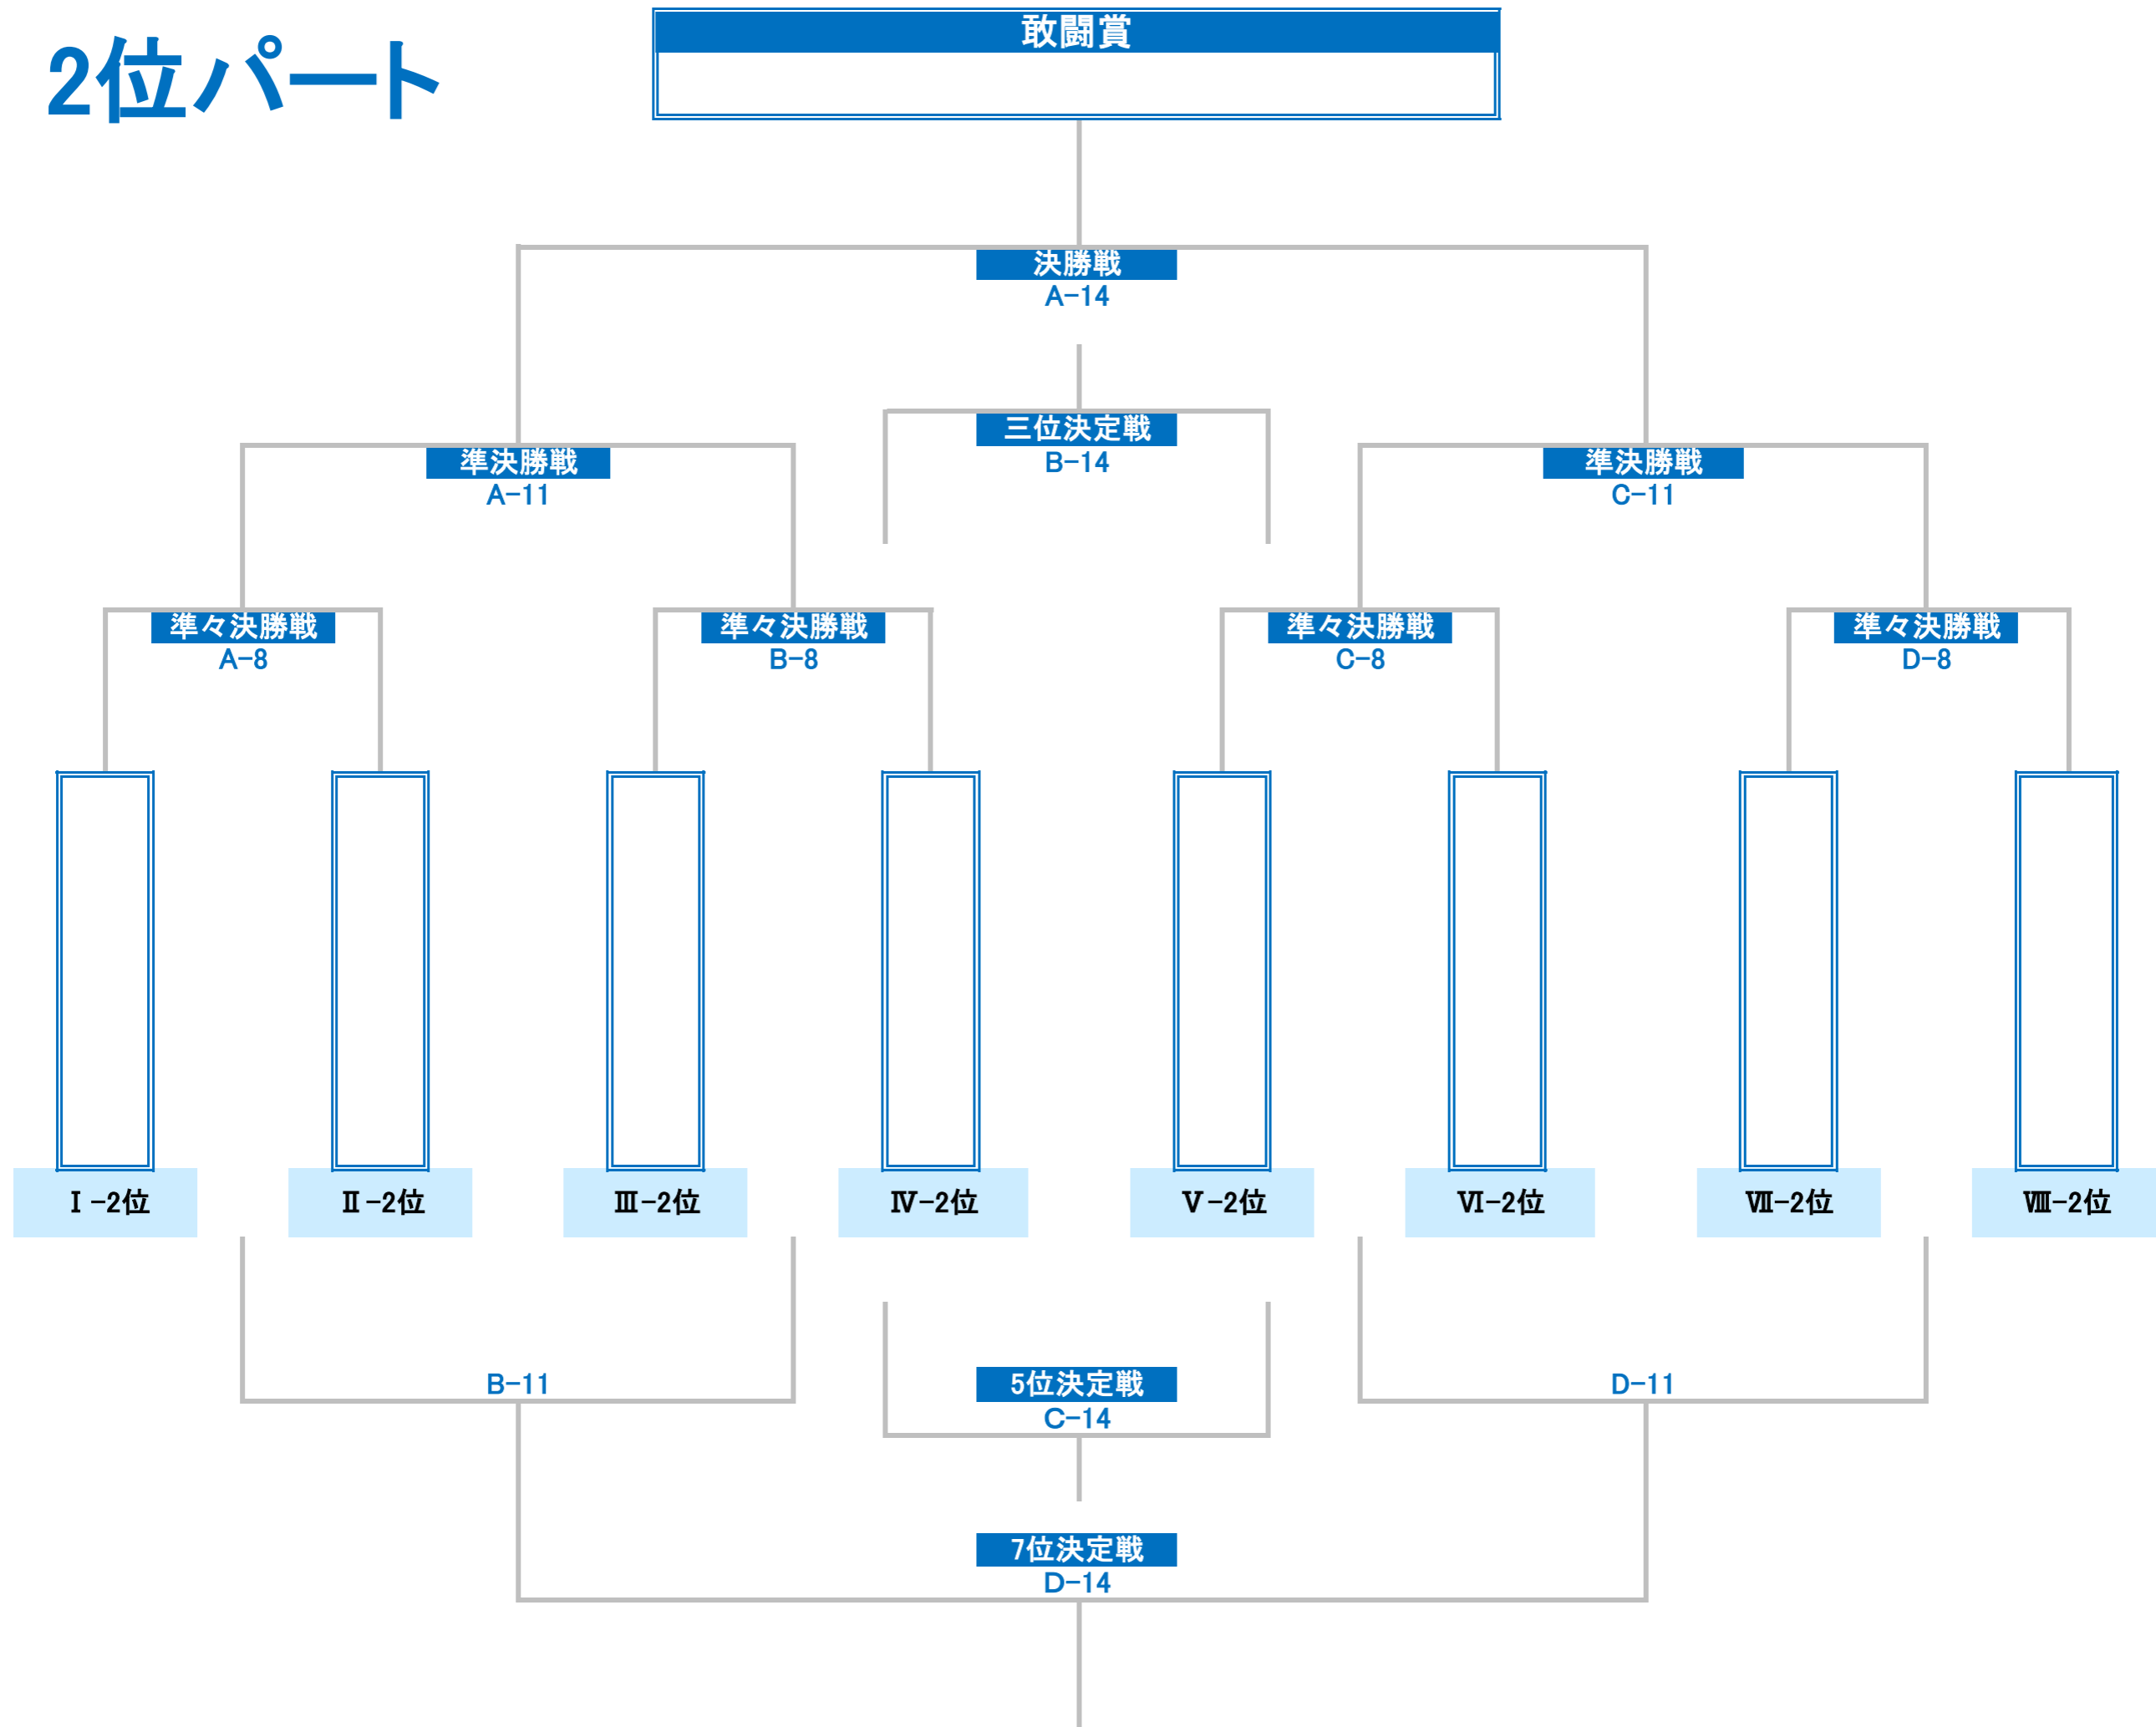 2位パート
敢闘賞
決勝戦
A-14
三位決定戦
B-14
準決勝戦
A-11
準決勝戦
C-11
準々決勝戦
A-8
準々決勝戦
B-8
準々決勝戦
C-8
準々決勝戦
D-8
Ⅰ-2位
Ⅱ-2位
Ⅲ-2位
Ⅳ-2位
Ⅴ-2位
Ⅵ-2位
Ⅶ-2位
Ⅷ-2位
B-11
5位決定戦
C-14
D-11
7位決定戦
D-14